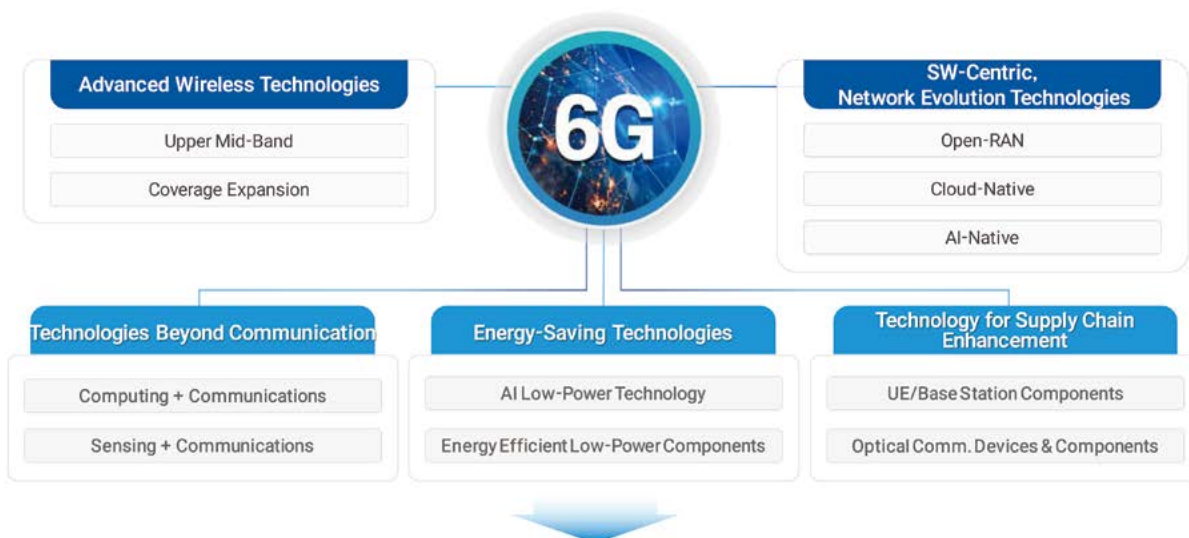 6G
Advanced Wireless Technologies
Upper Mid-Band
Coverage Expansion
SW-Centric,
Network Evolution Technologies
Open-RAN
Cloud-Native
AI-Native
Technologies Beyond Communication
Computing + Communications
Sensing + Communications
Energy-Saving Technologies
AI Low-Power Technology
Energy Efficient Low-Power Components
Technology for Supply Chain
Enhancement
UE/Base Station Components
Optical Comm. Devices & Components